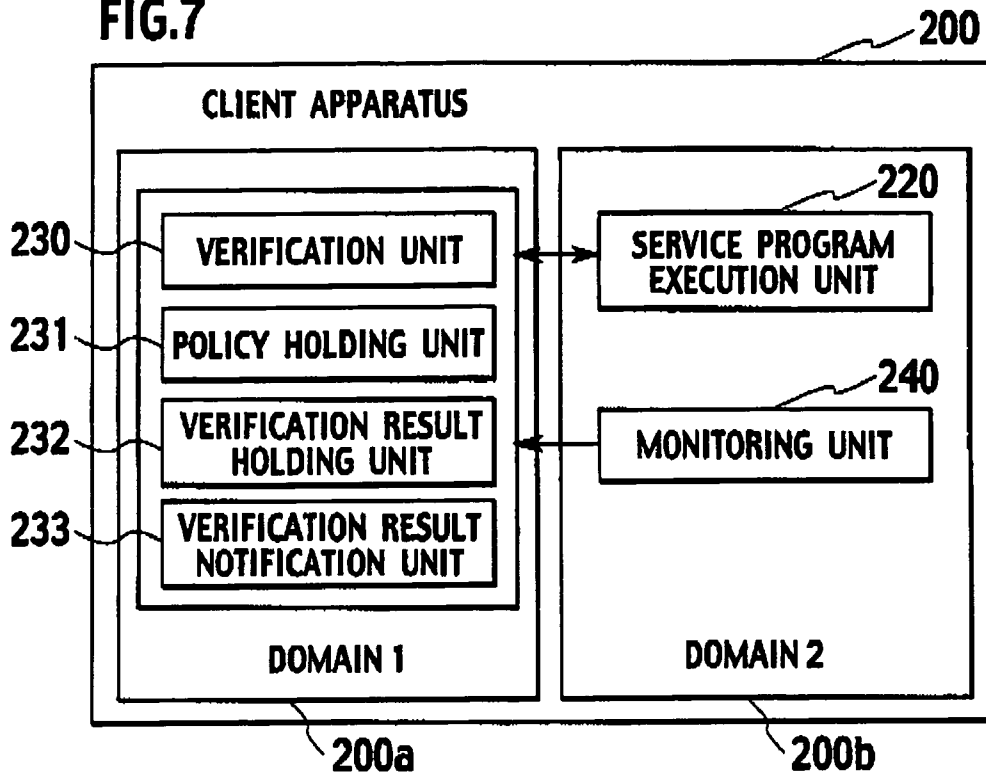 FIG.7
200
CLIENT APPARATUS
230
VERIFICATION UNIT
231
POLICY HOLDING UNIT
232
VERIFICATION RESULT
HOLDING UNIT
233
VERIFICATION RESULT
NOTIFICATION UNIT
DOMAIN 1
200a
220
SERVICE PROGRAM
EXECUTION UNIT
240
MONITORING UNIT
DOMAIN 2
200b